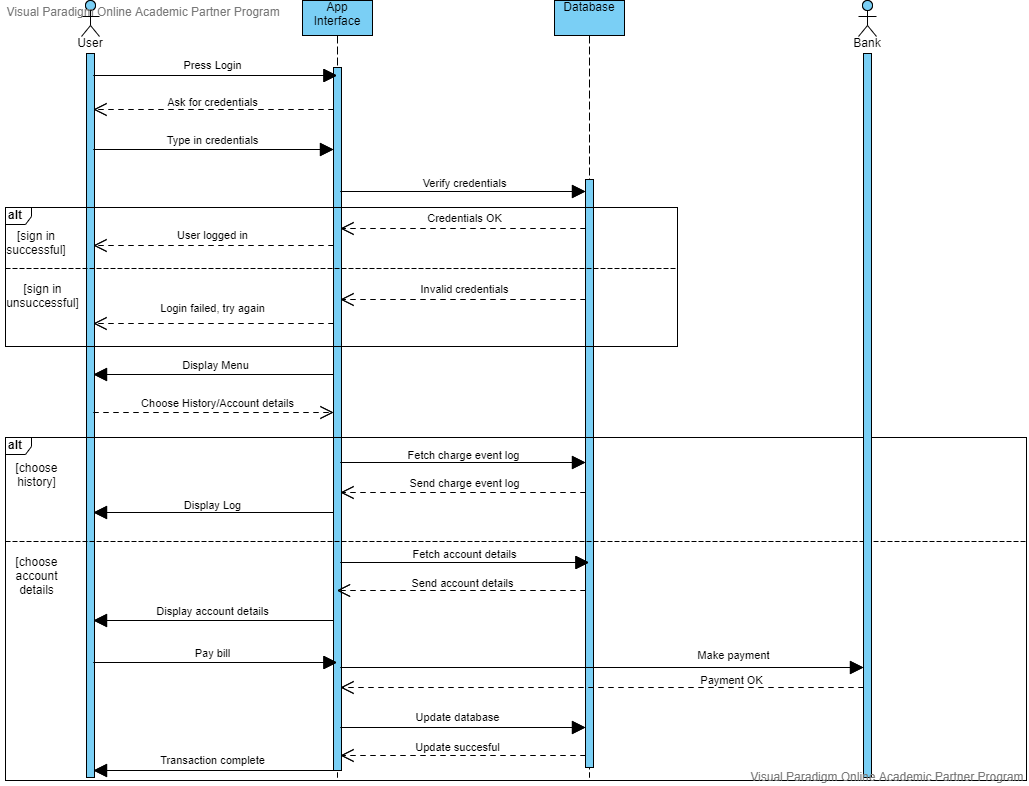 Visual Paradigm Online Academic Partner Program
User
App
Interface
Database
Bank
Press Login
Ask for credentials
Type in credentials
Verify credentials
alt
[sign in
successful]
Credentials OK
User logged in
[sign in
unsuccessful]
Invalid credentials
Login failed, try again
Display Menu
Choose History/Account details
alt
[choose
history]
Fetch charge event log
Send charge event log
Display Log
[choose
account
details
Fetch account details
Send account details
Display account details
Pay bill
Make payment
Payment OK
Update database
Update succesful
Transaction complete
Visual Paradigm Online Academic Partner Program